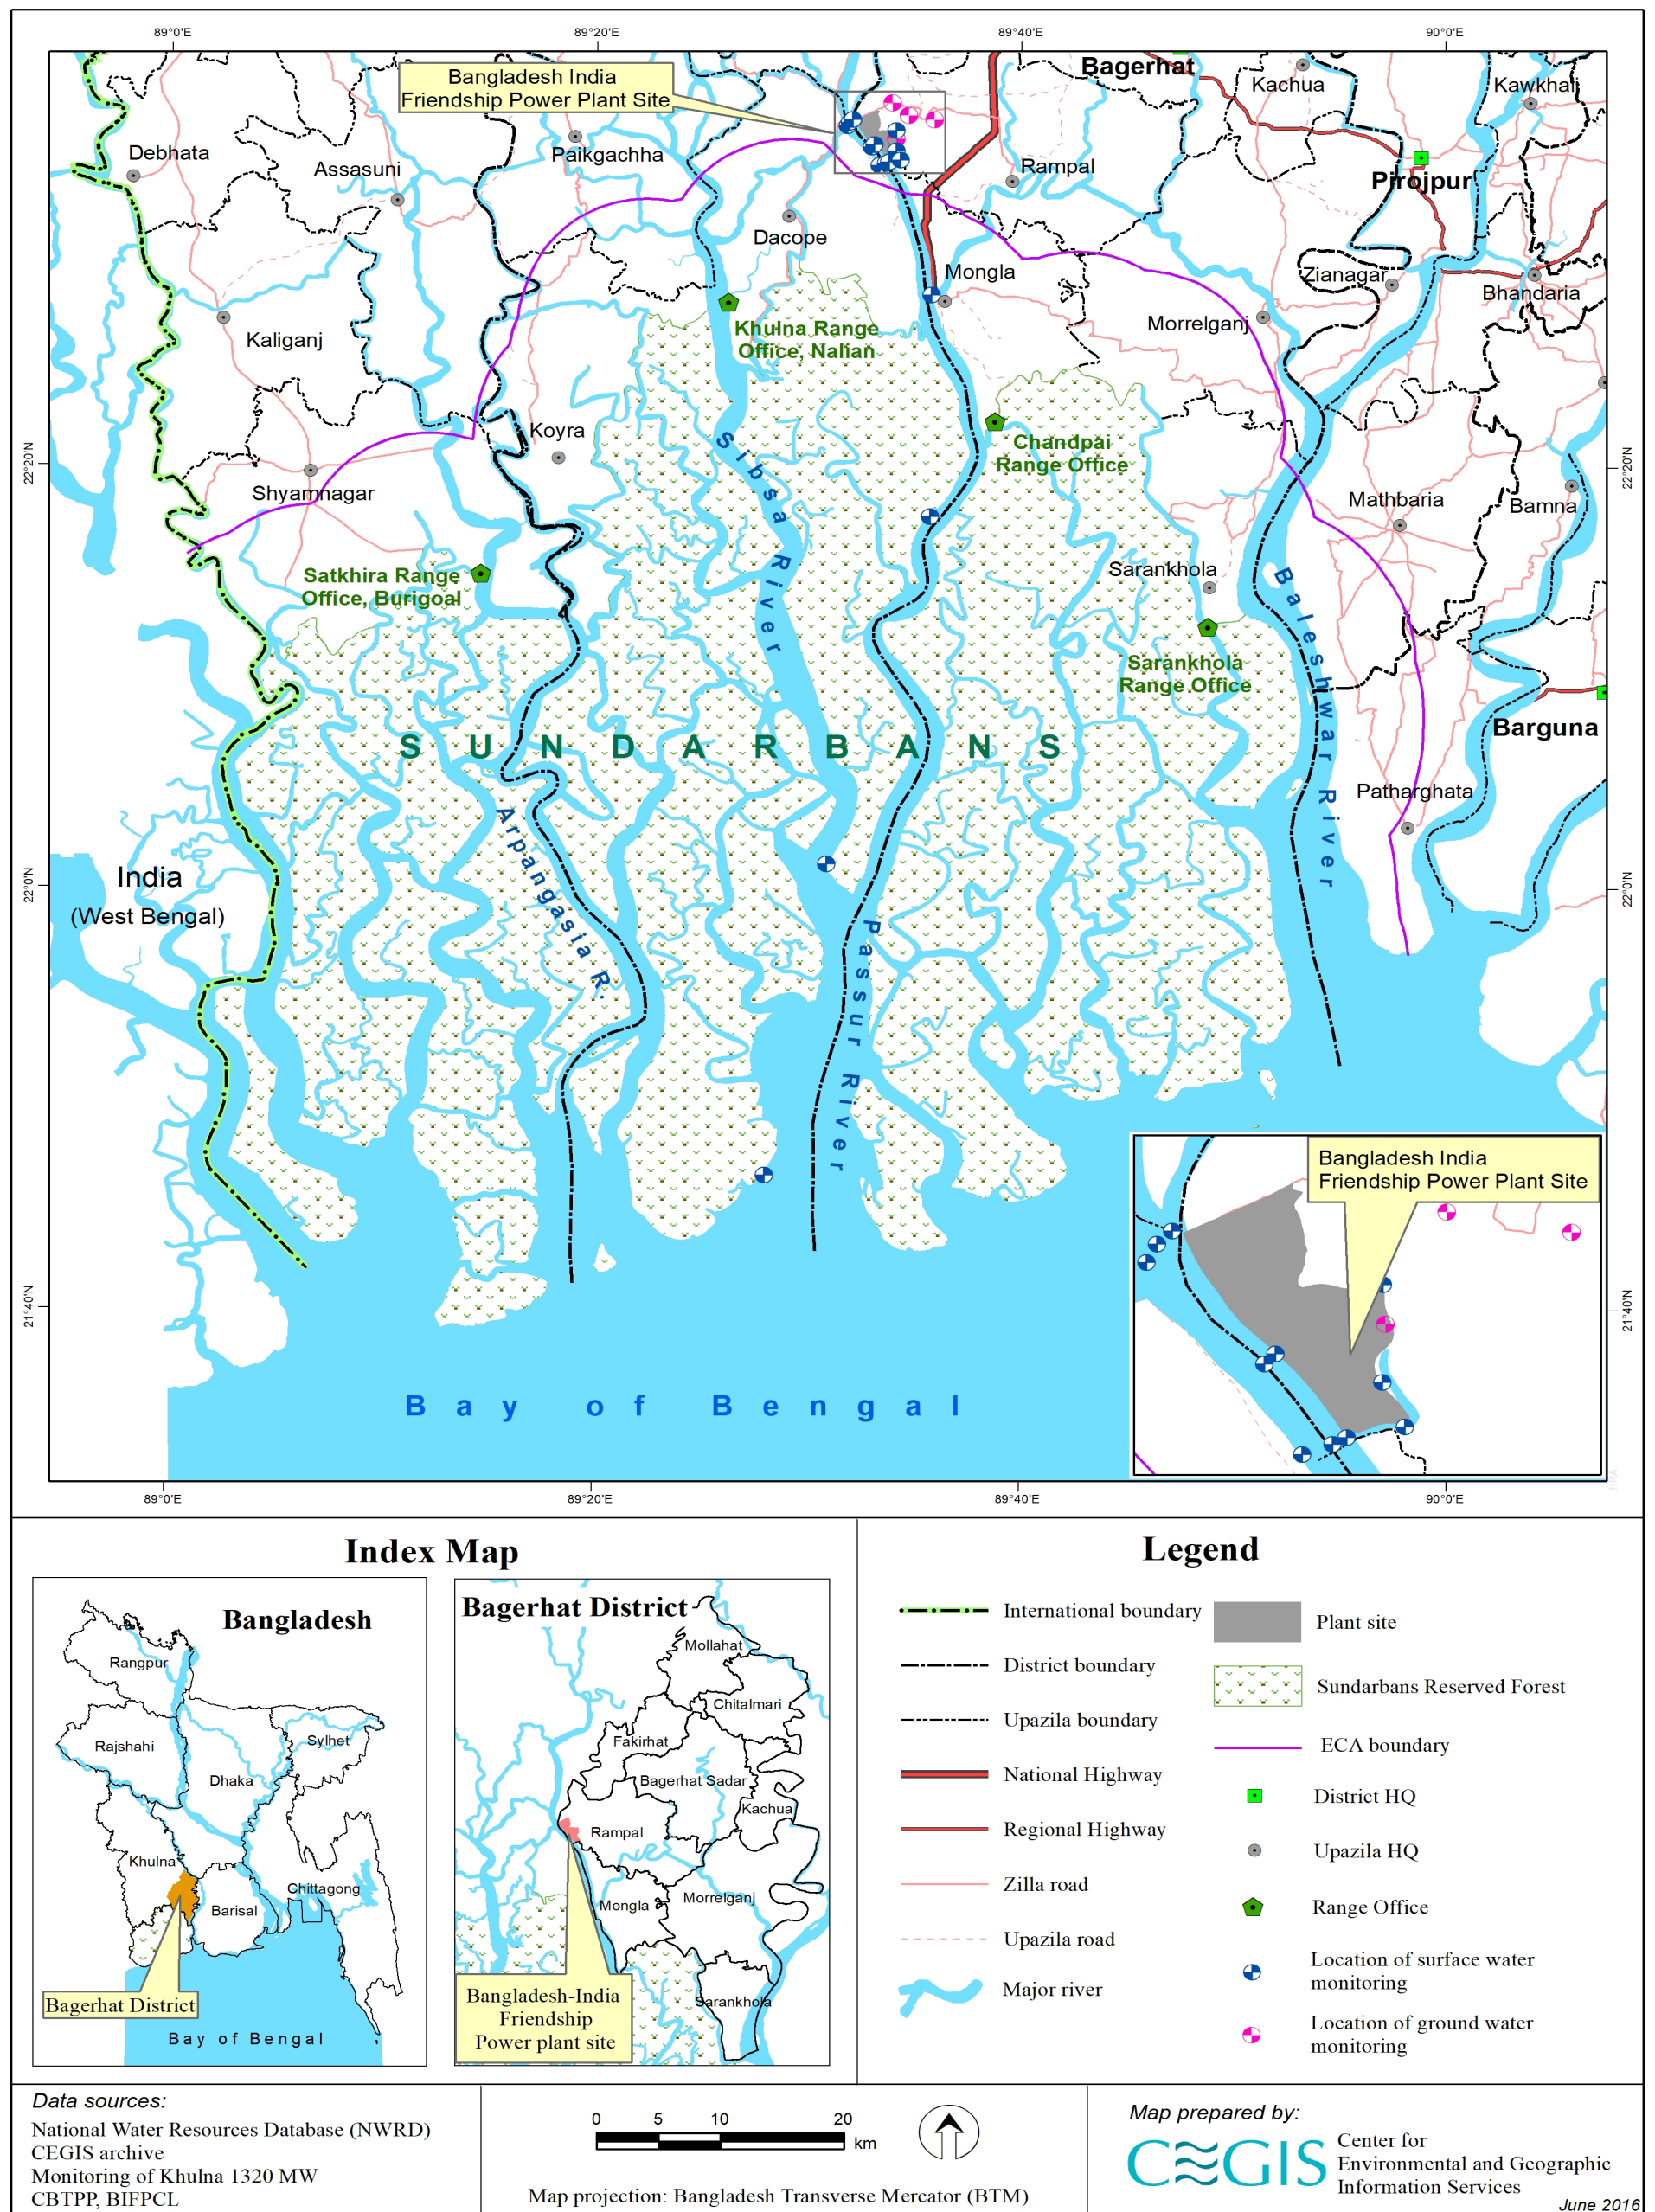 89°0'E
89°20'E
89°40'E
90°0'E
Bangladesh India
Friendship Power Plant Site
Bagerhat
Kachua
Kawkhali
Debhata
Assasuni
Paikgachha
Rampal
Pirojpur
Dacope
Mongla
Zianagar
Bhandaria
Kaliganj
Khulna Range
Office, Nalian
Morrelganj
Koyra
Chandpai
Range Office
22°20'N
22°20'N
Shyamnagar
Sibsa River
Mathbaria
Bamna
Satkhira Range
Office, Burigoal
Sarankhola
Baleshwar River
Sarankhola
Range Office
Barguna
SUNDARBANS
Patharghata
Arpangasia R.
India
(West Bengal)
22°0'N
22°0'N
Passur River
Bangladesh India
Friendship Power Plant Site
21°40'N
21°40'N
Bay of Bengal
HRA
89°0'E
89°20'E
89°40'E
90°0'E
Index Map
Bangladesh
Rangpur
Rajshahi
Sylhet
Dhaka
Khulna
Chittagong
Barisal
Bagerhat District
Bay of Bengal
Bagerhat District
Mollahat
Chitalmari
Fakirhat
Bagerhat Sadar
Kachua
Rampal
Mongla
Morrelganj
Sarankhola
Bangladesh-India
Friendship
Power plant site
Legend
International boundary
District boundary
Upazila boundary
National Highway
Regional Highway
Zilla road
Upazila road
Major river
Plant site
Sundarbans Reserved Forest
ECA boundary
District HQ
Upazila HQ
Range Office
Location of surface water
monitoring
Location of ground water
monitoring
Data sources:
National Water Resources Database (NWRD)
CEGIS archive
Monitoring of Khulna 1320 MW
CBTPP, BIFPCL
0 5 10 20
km
Map projection: Bangladesh Transverse Mercator (BTM)
Map prepared by:
CEGIS
Center for
Environmental and Geographic
Information Services
June 2016